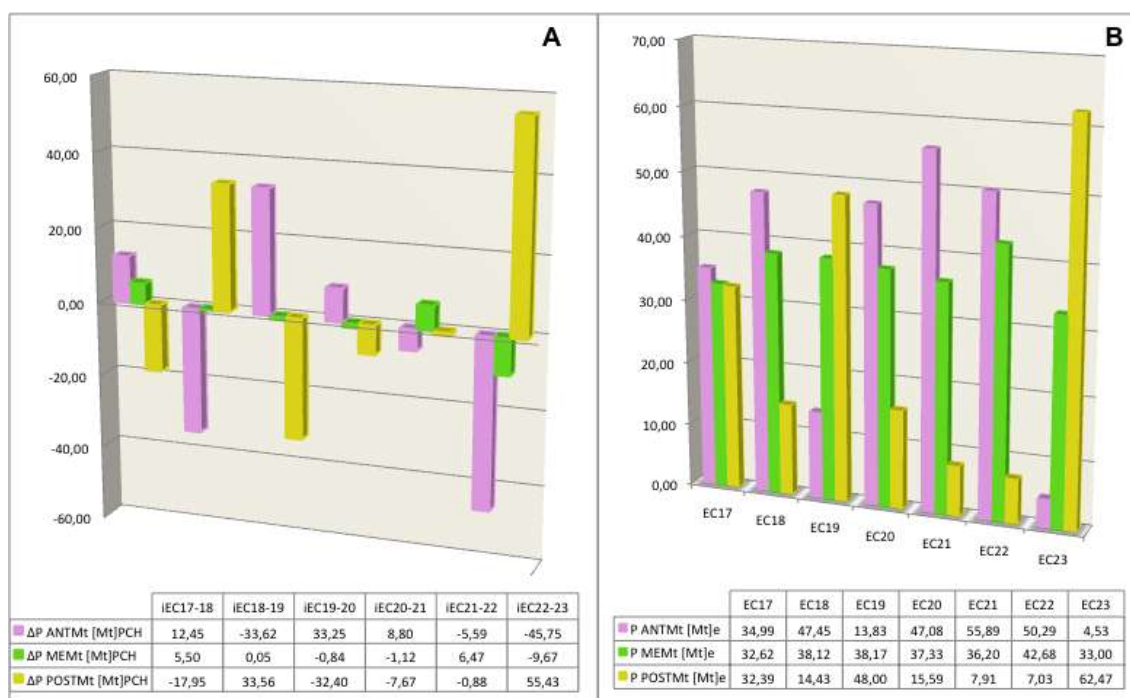 A
60,00
40,00
20,00
0,00
-20,00
-40,00
-60,00
iEC17-18 iEC18-19 iEC19-20 iEC20-21 iEC21-22 iEC22-23
ΔP ANTMt [Mt]PCH 12,45 -33,62 33,25 8,80 -5,59 -45,75
ΔP MEMt [Mt]PCH 5,50 0,05 -0,84 -1,12 6,47 -9,67
ΔP POSTMt [Mt]PCH -17,95 33,56 -32,40 -7,67 -0,88 55,43
B
70,00
60,00
50,00
40,00
30,00
20,00
10,00
0,00
EC17 EC18 EC19 EC20 EC21 EC22 EC23
EC17 EC18 EC19 EC20 EC21 EC22 EC23
P ANTMt [Mt]e 34,99 47,45 13,83 47,08 55,89 50,29 4,53
P MEMt [Mt]e 32,62 38,12 38,17 37,33 36,20 42,68 33,00
P POSTMt [Mt]e 32,39 14,43 48,00 15,59 7,91 7,03 62,47